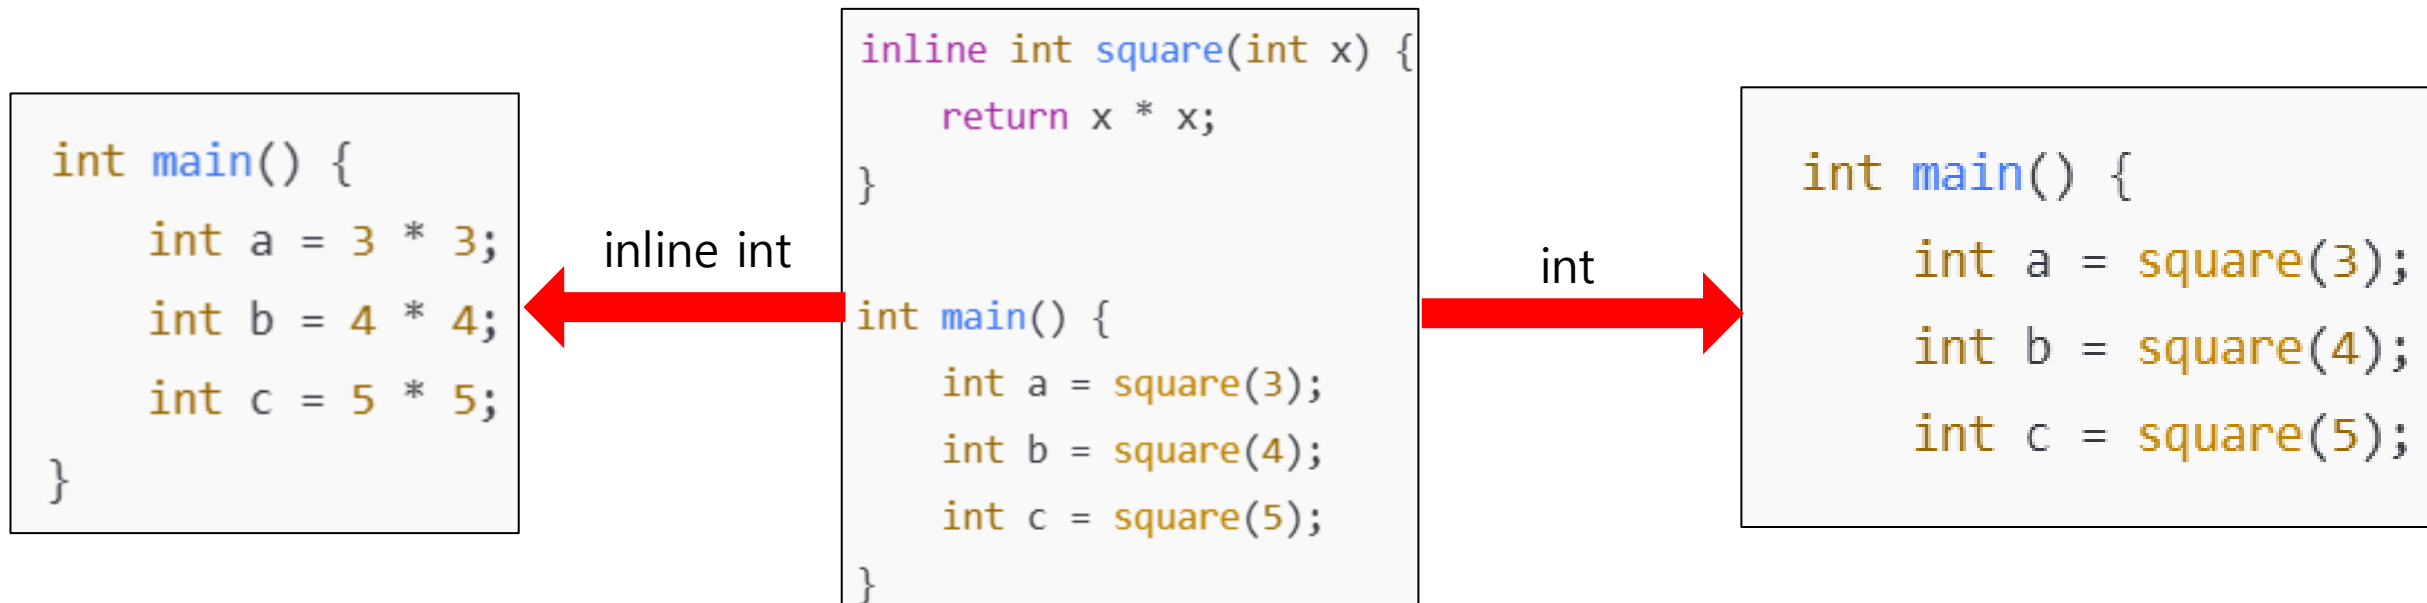 int main() {
    int a = 3 * 3;
    int b = 4 * 4;
    int c = 5 * 5;
}
inline int
inline int square(int x) {
    return x * x;
}
int main() {
    int a = square(3);
    int b = square(4);
    int c = square(5);
}
int
int main() {
    int a = square(3);
    int b = square(4);
    int c = square(5);